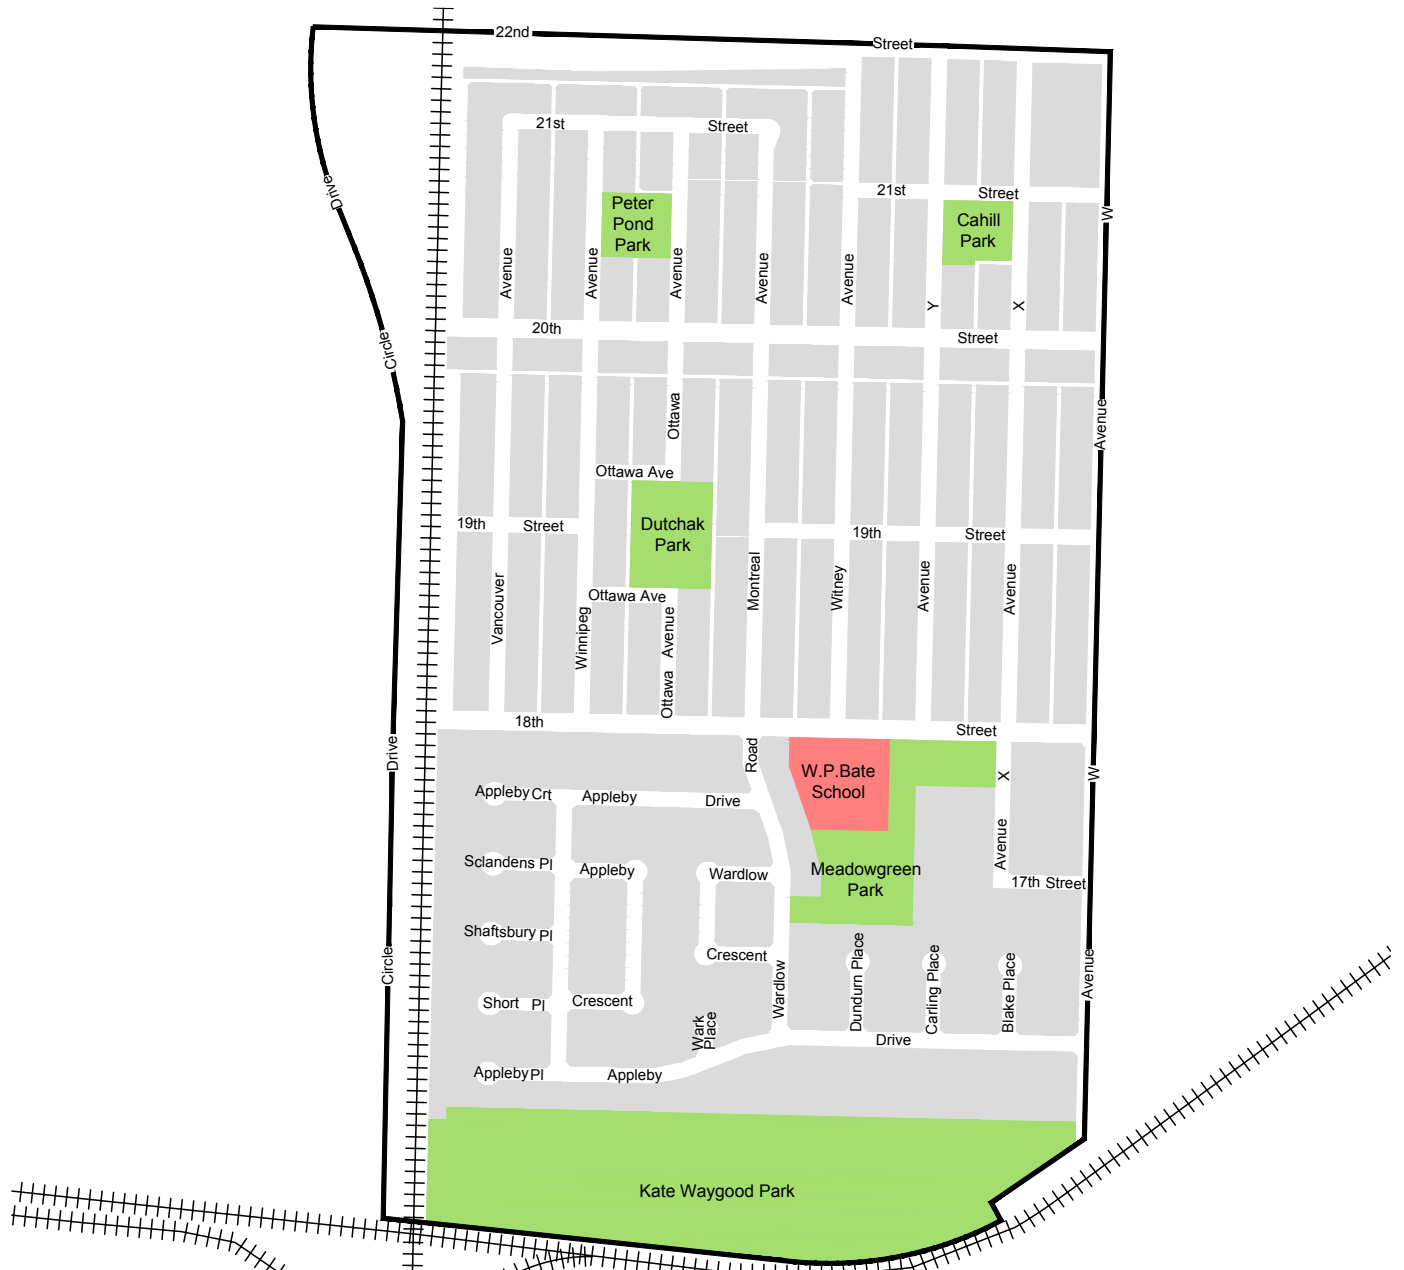 22nd
Street
21st
Street
Drive
21st
Street
Peter
Pond
Park
Cahill
Park
W
Avenue
Avenue
Avenue
Avenue
Avenue
Y
X
20th
Street
Circle
Ottawa
Avenue
Ottawa Ave
19th
Street
Dutchak
Park
19th
Street
Vancouver
Winnipeg
Ottawa Ave
Ottawa Avenue
Montreal
Witney
Avenue
Avenue
18th
Street
Drive
Road
W.P.Bate
School
X
W
Appleby Crt
Appleby
Drive
Avenue
Sclandens Pl
Appleby
Wardlow
Meadowgreen
Park
17th Street
Shaftsbury Pl
Crescent
Circle
Wardlow
Dundurn Place
Carling Place
Blake Place
Avenue
Short Pl
Crescent
Wark
Place
Drive
Appleby Pl
Appleby
Kate Waygood Park